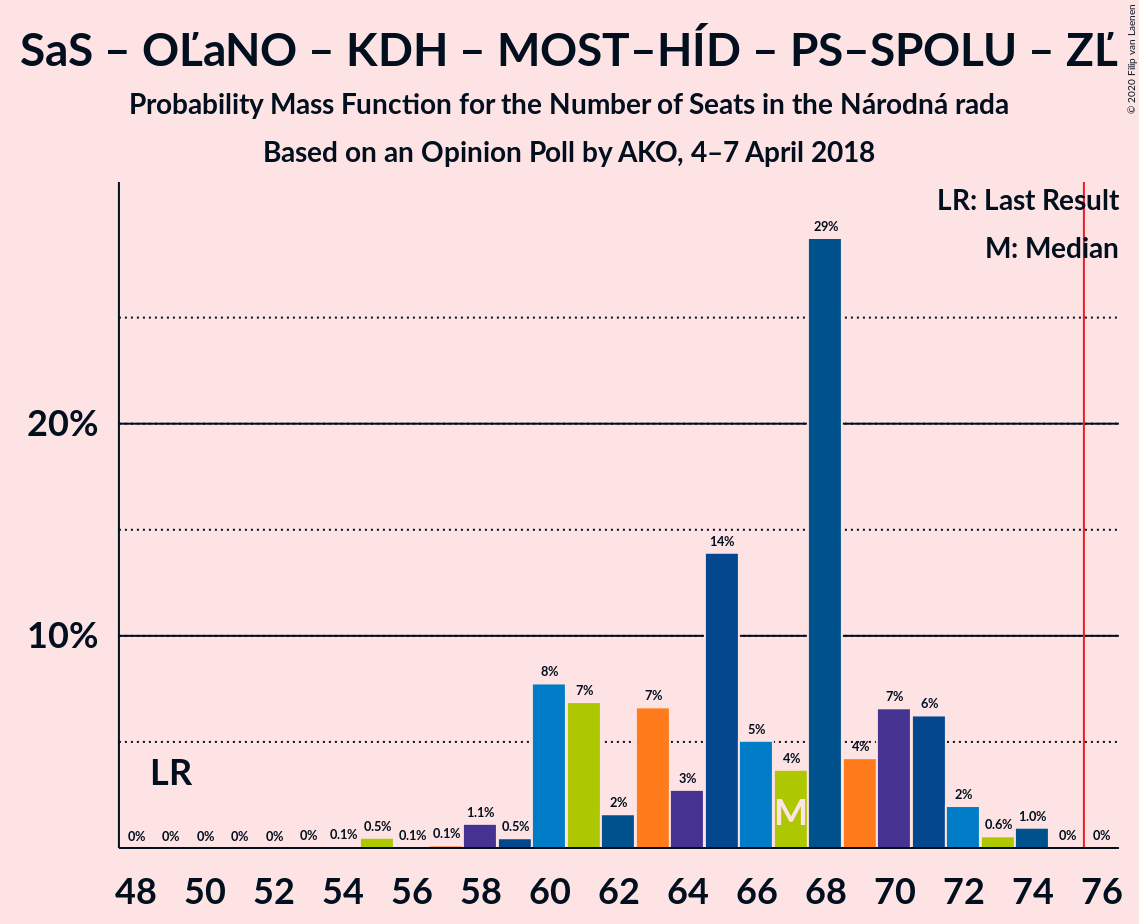 SaS – OĽaNO – KDH – MOST–HÍD – PS–SPOLU – ZĽ
Probability Mass Function for the Number of Seats in the Národná rada
Based on an Opinion Poll by AKO, 4–7 April 2018
© 2020 Filip van Laenen
LR: Last Result
M: Median
20%
10%
LR
M
0% 0% 0% 0% 0% 0% 0.1% 0.5% 0.1% 0.1% 1.1% 0.5% 8% 7% 2% 7% 3% 14% 5% 4% 29% 4% 7% 6% 2% 0.6% 1.0% 0% 0%
48 50 52 54 56 58 60 62 64 66 68 70 72 74 76